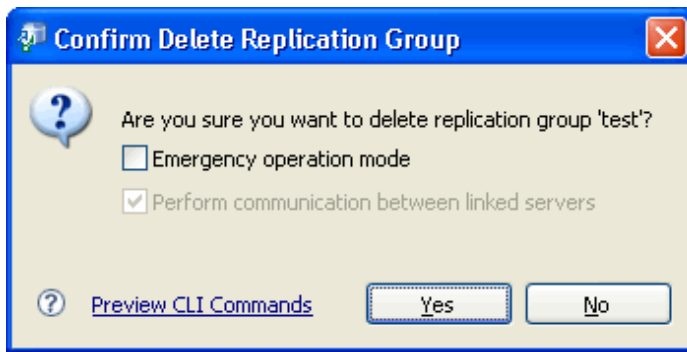 Confirm Delete Replication Group
Are you sure you want to delete replication group 'test'?
Emergency operation mode
Perform communication between linked servers
Preview CLI Commands
Yes
No